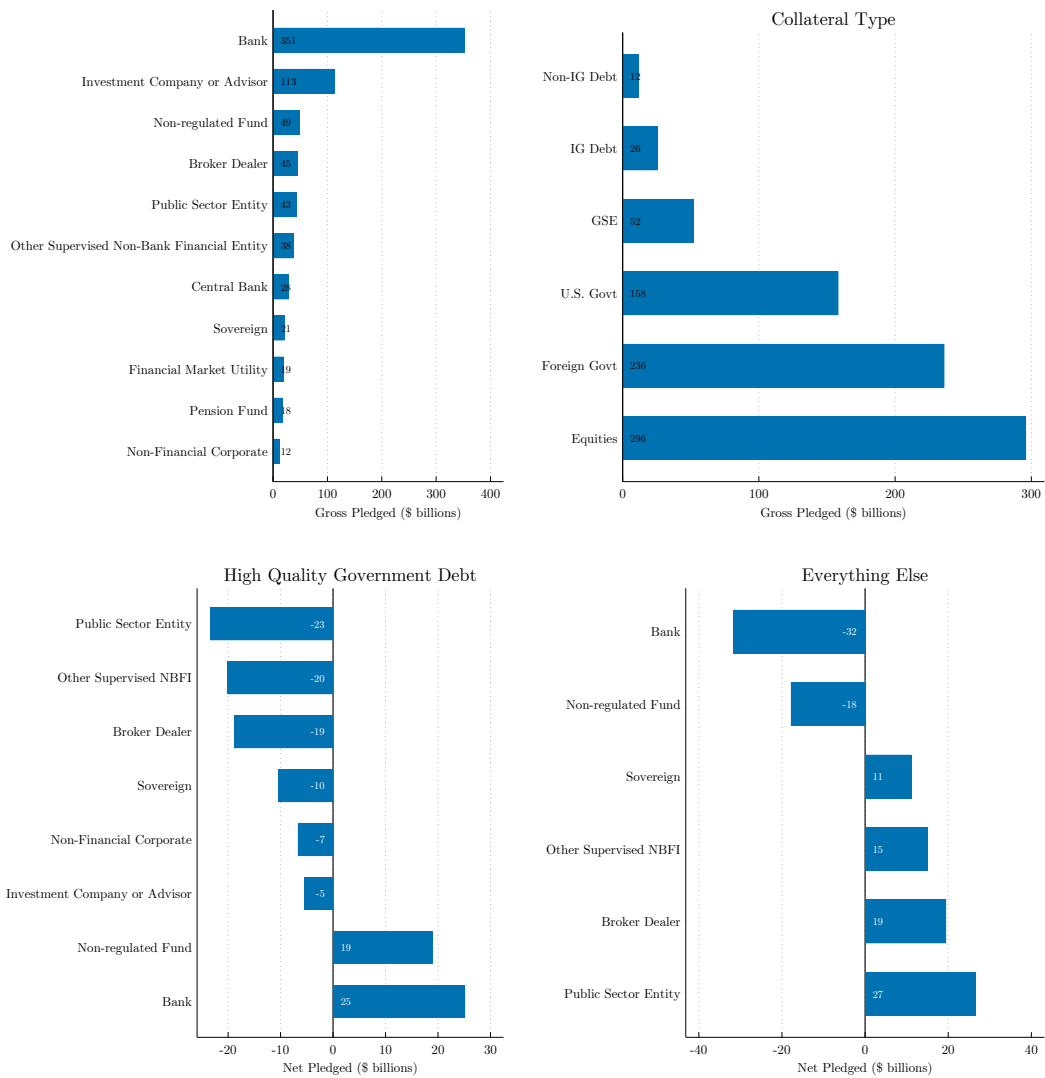 Bank
351
Investment Company or Advisor
113
Non-regulated Fund
49
Broker Dealer
45
Public Sector Entity
43
Other Supervised Non-Bank Financial Entity
38
Central Bank
28
Sovereign
21
Financial Market Utility
19
Pension Fund
18
Non-Financial Corporate
12
0 100 200 300 400
Gross Pledged ($ billions)
Collateral Type
Non-IG Debt
12
IG Debt
26
GSE
52
U.S. Govt
158
Foreign Govt
236
Equities
296
0 100 200 300
Gross Pledged ($ billions)
High Quality Government Debt
Public Sector Entity
-23
Other Supervised NBFI
-20
Broker Dealer
-19
Sovereign
-10
Non-Financial Corporate
-7
Investment Company or Advisor
-5
Non-regulated Fund
19
Bank
25
-20 -10 0 10 20 30
Net Pledged ($ billions)
Everything Else
Bank
-32
Non-regulated Fund
-18
Sovereign
11
Other Supervised NBFI
15
Broker Dealer
19
Public Sector Entity
27
-40 -20 0 20 40
Net Pledged ($ billions)